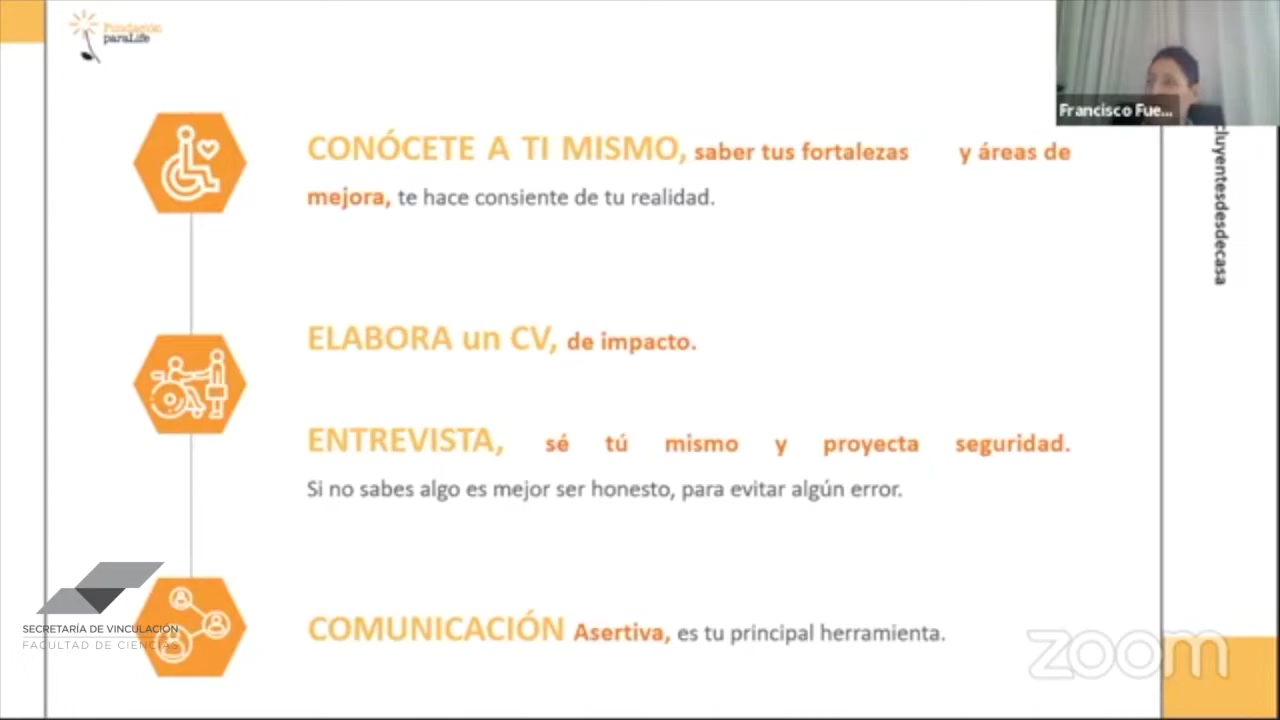 Fundación
paraLife
Francisco Fue...
cluyentesdesdecasa
CONÓCETE A TI MISMO, saber tus fortalezas y áreas de
mejora, te hace consiente de tu realidad.
ELABORA un CV, de impacto.
ENTREVISTA, sé tú mismo y proyecta seguridad.
Si no sabes algo es mejor ser honesto, para evitar algún error.
COMUNICACIÓN Asertiva, es tu principal herramienta.
SECRETARÍA DE VINCULACIÓN
FACULTAD DE CIENCIAS
zoom